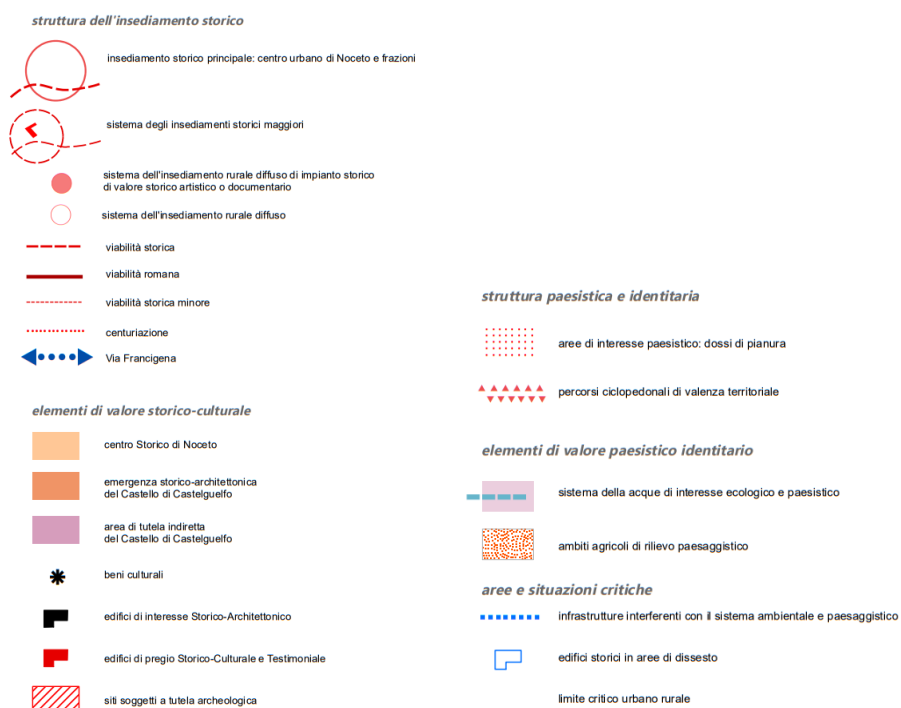 struttura dell'insediamento storico
insediamento storico principale: centro urbano di Noceto e frazioni
sistema degli insediamenti storici maggiori
sistema dell'insediamento rurale diffuso di impianto storico
di valore storico artistico o documentario
sistema dell'insediamento rurale diffuso
viabilità storica
viabilità romana
viabilità storica minore
centuriazione
Via Francigena
elementi di valore storico-culturale
centro Storico di Noceto
emergenza storico-architettonica
del Castello di Castelguelfo
area di tutela indiretta
del Castello di Castelguelfo
beni culturali
edifici di interesse Storico-Architettonico
edifici di pregio Storico-Culturale e Testimoniale
siti soggetti a tutela archeologica
struttura paesistica e identitaria
aree di interesse paesistico: dossi di pianura
percorsi ciclopedonali di valenza territoriale
elementi di valore paesistico identitario
sistema della acque di interesse ecologico e paesistico
ambiti agricoli di rilievo paesaggistico
aree e situazioni critiche
infrastrutture interferenti con il sistema ambientale e paesaggistico
edifici storici in aree di dissesto
limite critico urbano rurale